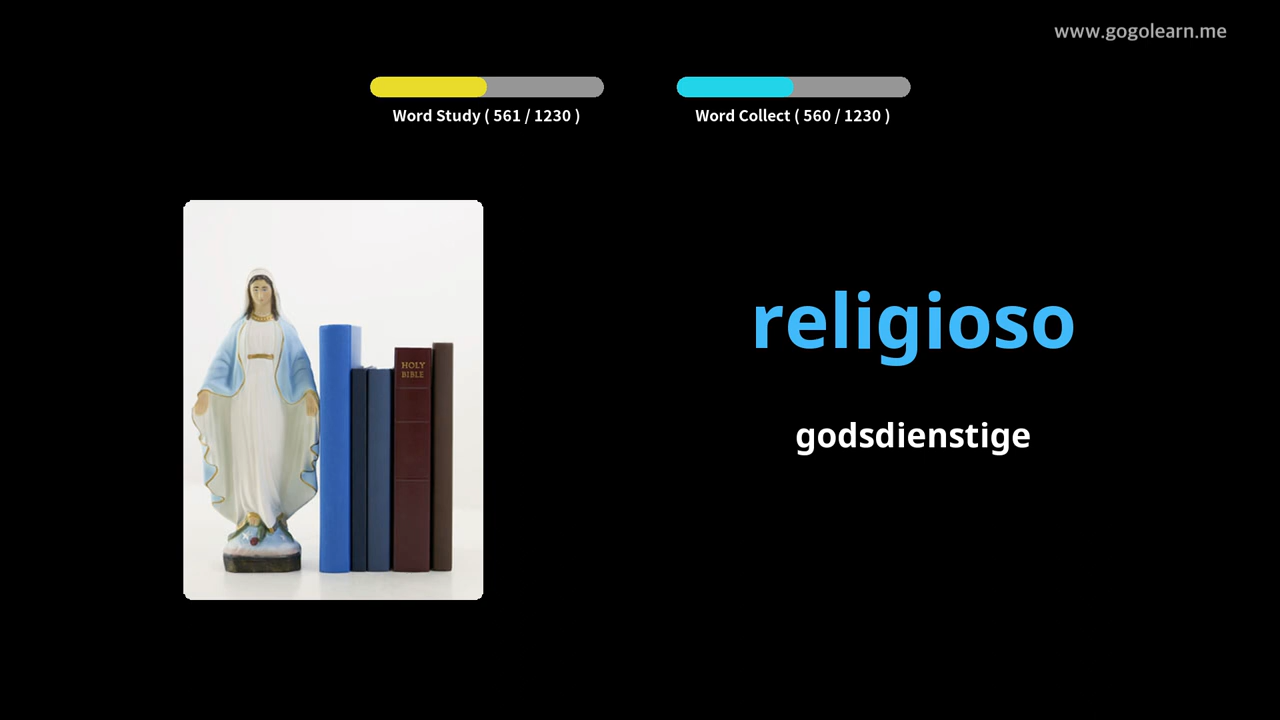 www.gogolearn.me
Word Study ( 561 / 1230 )
Word Collect ( 560 / 1230 )
HOLY
BIBLE
religioso
godsdienstige